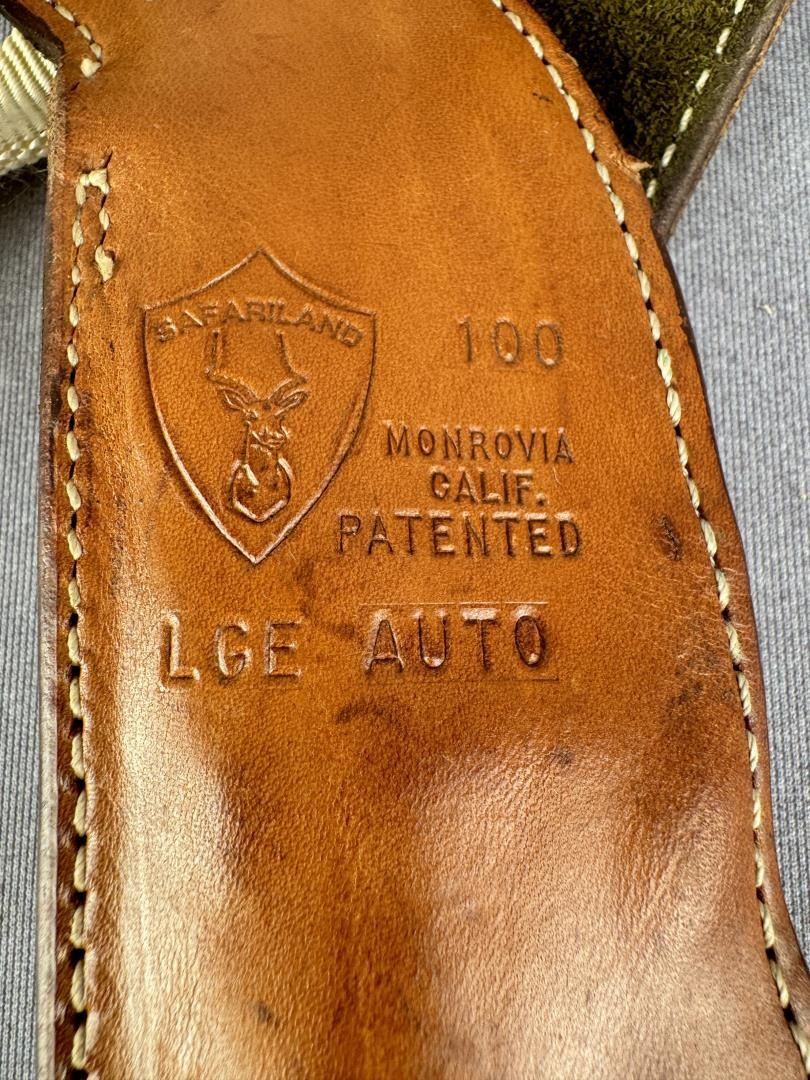 SAFARILAND
100
MONROVIA
CALIF.
PATENTED
LGE AUTO